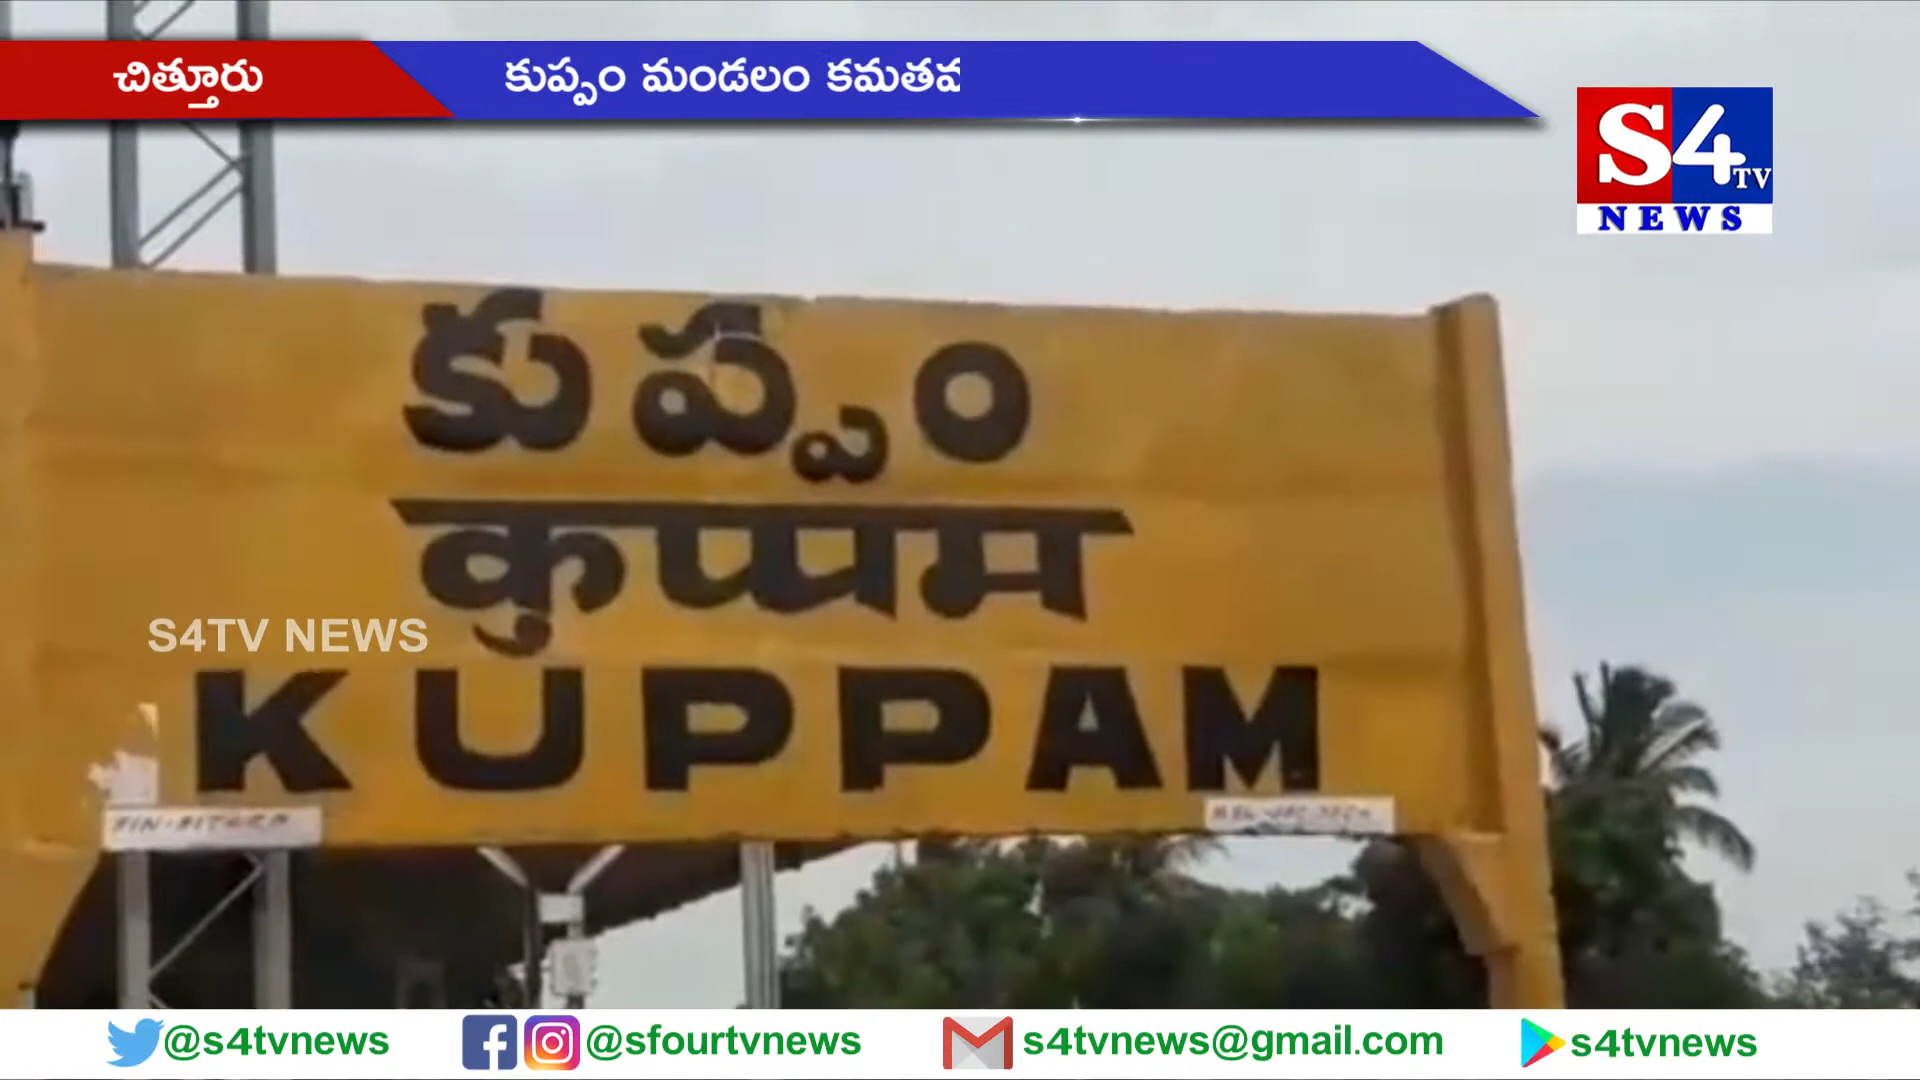 చిత్తూరు
కుప్పం మండలం కమతవ
S4
TV
NEWS
కుప్పం
कुप्पम
S4TV NEWS
KUPPAM
@s4tvnews
@sfourtvnews
s4tvnews@gmail.com
s4tvnews